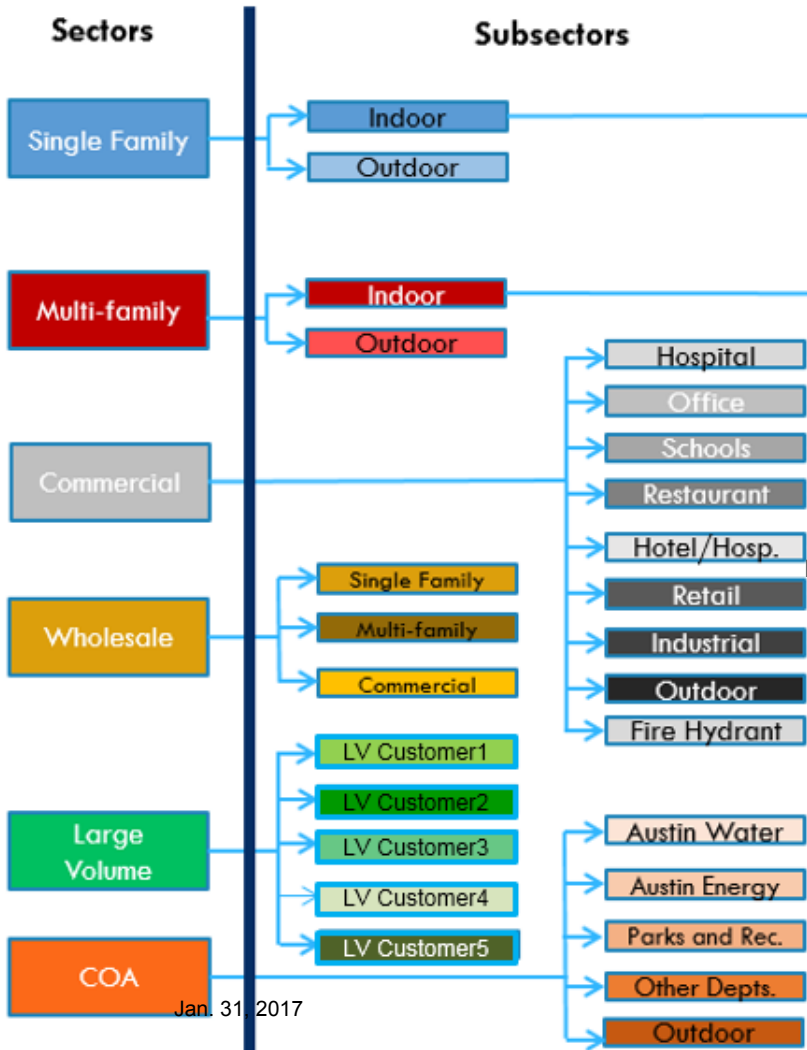 Sectors
Subsectors
Single Family
Indoor
Outdoor
Multi-family
Indoor
Outdoor
Commercial
Hospital
Office
Schools
Restaurant
Hotel/Hosp.
Retail
Industrial
Outdoor
Fire Hydrant
Wholesale
Single Family
Multi-family
Commercial
Large
Volume
LV Customer1
LV Customer2
LV Customer3
LV Customer4
LV Customer5
COA
Austin Water
Austin Energy
Parks and Rec.
Other Depts.
Outdoor
Jan. 31, 2017